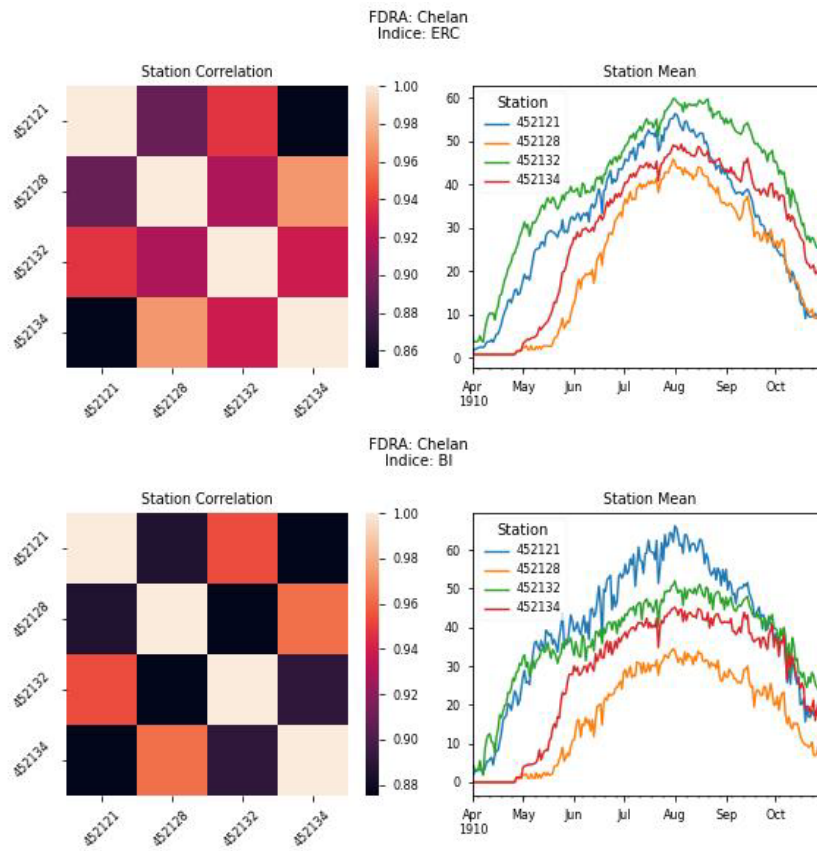 FDRA: Chelan
Indice: ERC
Station Correlation
452121
452128
452132
452134
452121
452128
452132
452134
1.00
0.98
0.96
0.94
0.92
0.90
0.88
0.86
Station Mean
Station
452121
452128
452132
452134
60
50
40
30
20
10
0
Apr
1910
May
Jun
Jul
Aug
Sep
Oct
FDRA: Chelan
Indice: BI
Station Correlation
452121
452128
452132
452134
452121
452128
452132
452134
1.00
0.98
0.96
0.94
0.92
0.90
0.88
Station Mean
Station
452121
452128
452132
452134
60
50
40
30
20
10
0
Apr
1910
May
Jun
Jul
Aug
Sep
Oct